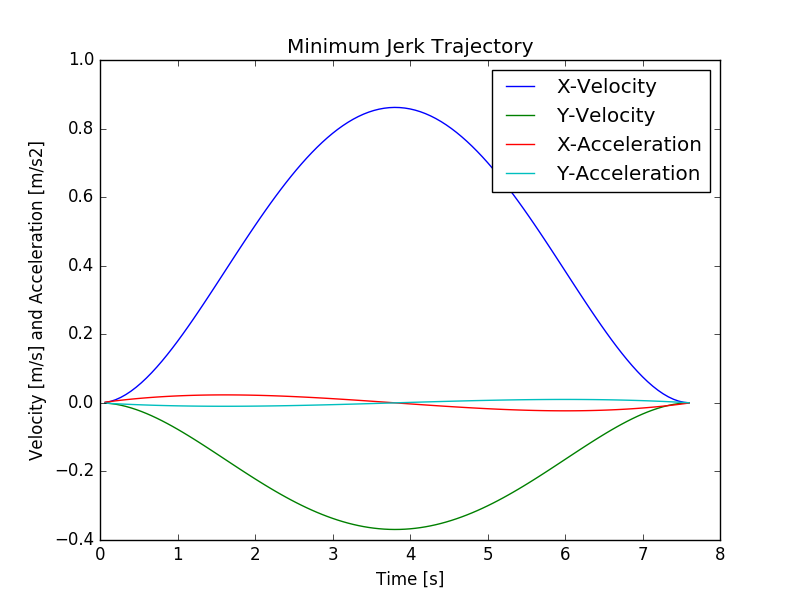 Minimum Jerk Trajectory
X-Velocity
Y-Velocity
X-Acceleration
Y-Acceleration
Velocity [m/s] and Acceleration [m/s2]
1.0
0.8
0.6
0.4
0.2
0.0
−0.2
−0.4
0 1 2 3 4 5 6 7 8
Time [s]